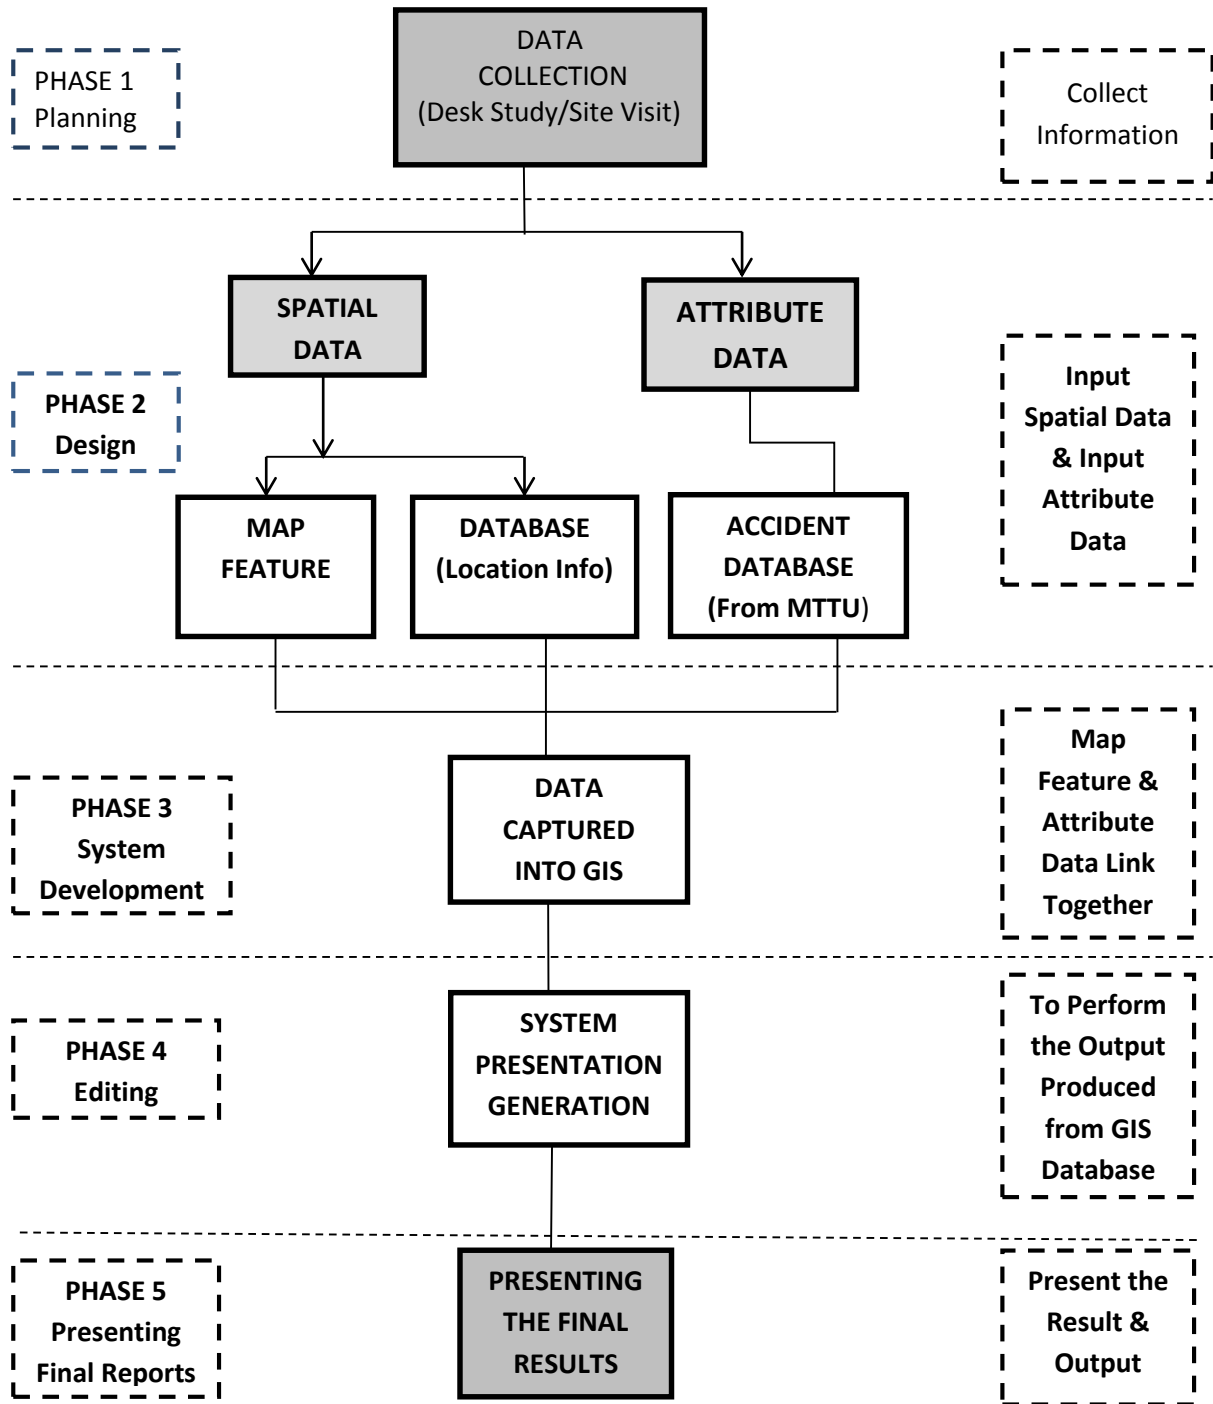 PHASE 1
Planning
DATA
COLLECTION
(Desk Study/Site Visit)
Collect
Information
SPATIAL
DATA
ATTRIBUTE
DATA
PHASE 2
Design
MAP
FEATURE
DATABASE
(Location Info)
ACCIDENT
DATABASE
(From MTTU)
Input
Spatial Data
& Input
Attribute
Data
PHASE 3
System
Development
DATA
CAPTURED
INTO GIS
Map
Feature &
Attribute
Data Link
Together
PHASE 4
Editing
SYSTEM
PRESENTATION
GENERATION
To Perform
the Output
Produced
from GIS
Database
PHASE 5
Presenting
Final Reports
PRESENTING
THE FINAL
RESULTS
Present the
Result &
Output